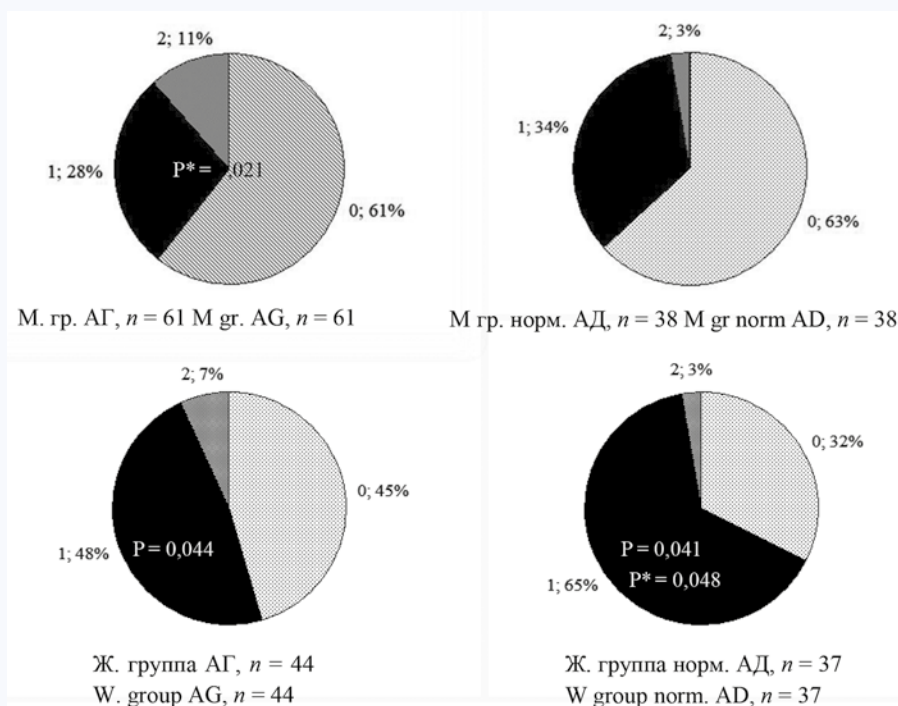 2; 11%
1; 28%
P* = ,021
0; 61%
М. гр. АГ, n = 61 M gr. AG, n = 61
2; 3%
1; 34%
0; 63%
М гр. норм. АД, n = 38 M gr norm AD, n = 38
2; 7%
0; 45%
1; 48%
P = 0,044
Ж. группа АГ, n = 44
W. group AG, n = 44
2; 3%
0; 32%
P = 0,041
P* = 0,048
1; 65%
Ж. группа норм. АД, n = 37
W group norm. AD, n = 37